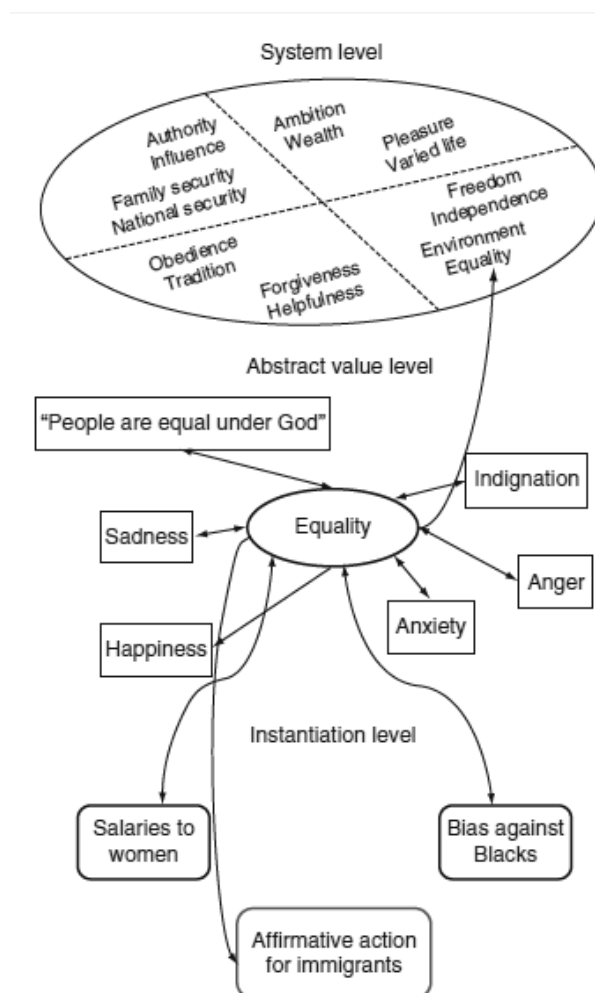 System level
Authority
Influence
Ambition
Wealth
Pleasure
Varied life
Family security
National security
Freedom
Independence
Obedience
Tradition
Forgiveness
Helpfulness
Environment
Equality
Abstract value level
“People are equal under God”
Indignation
Sadness
Equality
Anger
Happiness
Anxiety
Instantiation level
Salaries to
women
Bias against
Blacks
Affirmative action
for immigrants